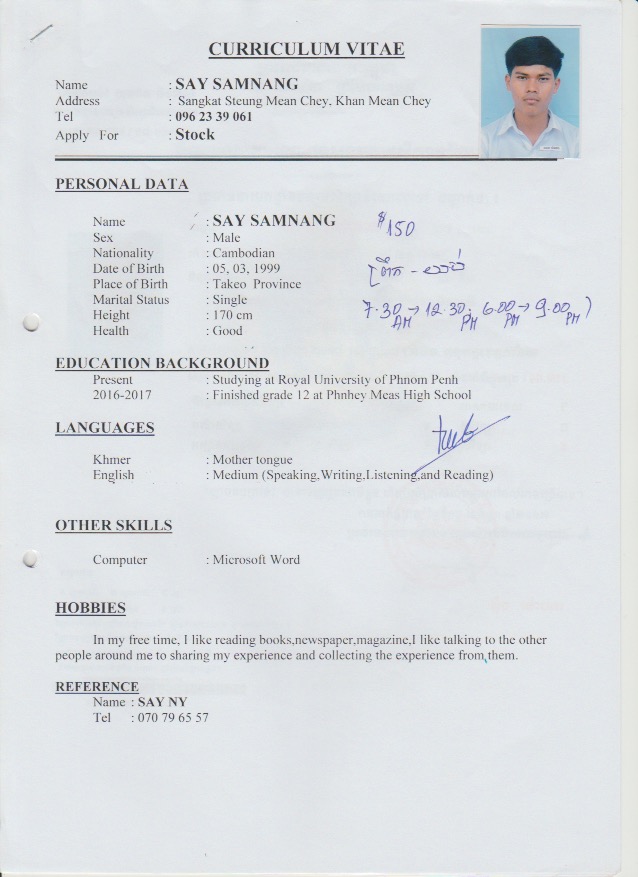 CURRICULUM VITAE
Name : SAY SAMNANG
Address : Sangkat Steung Mean Chey, Khan Mean Chey
Tel : 096 23 39 061
Apply For : Stock
PERSONAL DATA
Name : SAY SAMNANG
$150
Sex : Male
Nationality : Cambodian
Date of Birth : 05, 03, 1999
Place of Birth : Takeo Province
Marital Status : Single
Height : 170 cm
7.30 AM → 12.30 PM; 6.00 PM → 9.00 PM)
Health : Good
EDUCATION BACKGROUND
Present : Studying at Royal University of Phnom Penh
2016-2017 : Finished grade 12 at Phnhey Meas High School
LANGUAGES
Khmer : Mother tongue
English : Medium (Speaking,Writing,Listening,and Reading)
OTHER SKILLS
Computer : Microsoft Word
HOBBIES
In my free time, I like reading books,newspaper,magazine,I like talking to the other
people around me to sharing my experience and collecting the experience from them.
REFERENCE
Name : SAY NY
Tel : 070 79 65 57